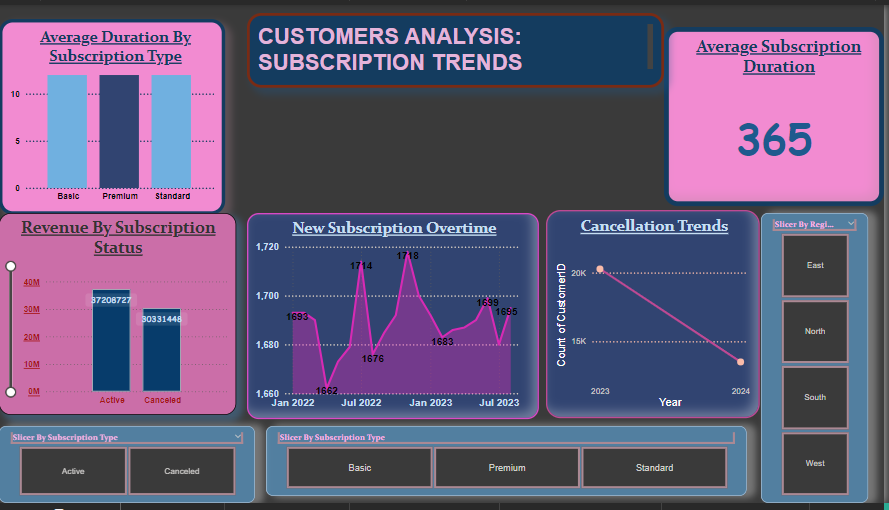 Average Duration By
Subscription Type
10
5
0
Basic
Premium
Standard
CUSTOMERS ANALYSIS:
SUBSCRIPTION TRENDS
Average Subscription
Duration
365
Revenue By Subscription
Status
40M
30M
20M
10M
0M
37208727
30331448
Active
Canceled
New Subscription Overtime
1,720
1,700
1,680
1,660
1693
1662
1714
1676
1718
1683
1699
1680
1695
Jan 2022
Jul 2022
Jan 2023
Jul 2023
Cancellation Trends
Count of CustomerID
20K
15K
2023
2024
Year
Slicer By Regi...
East
North
South
West
Slicer By Subscription Type
Active
Canceled
Slicer By Subscription Type
Basic
Premium
Standard